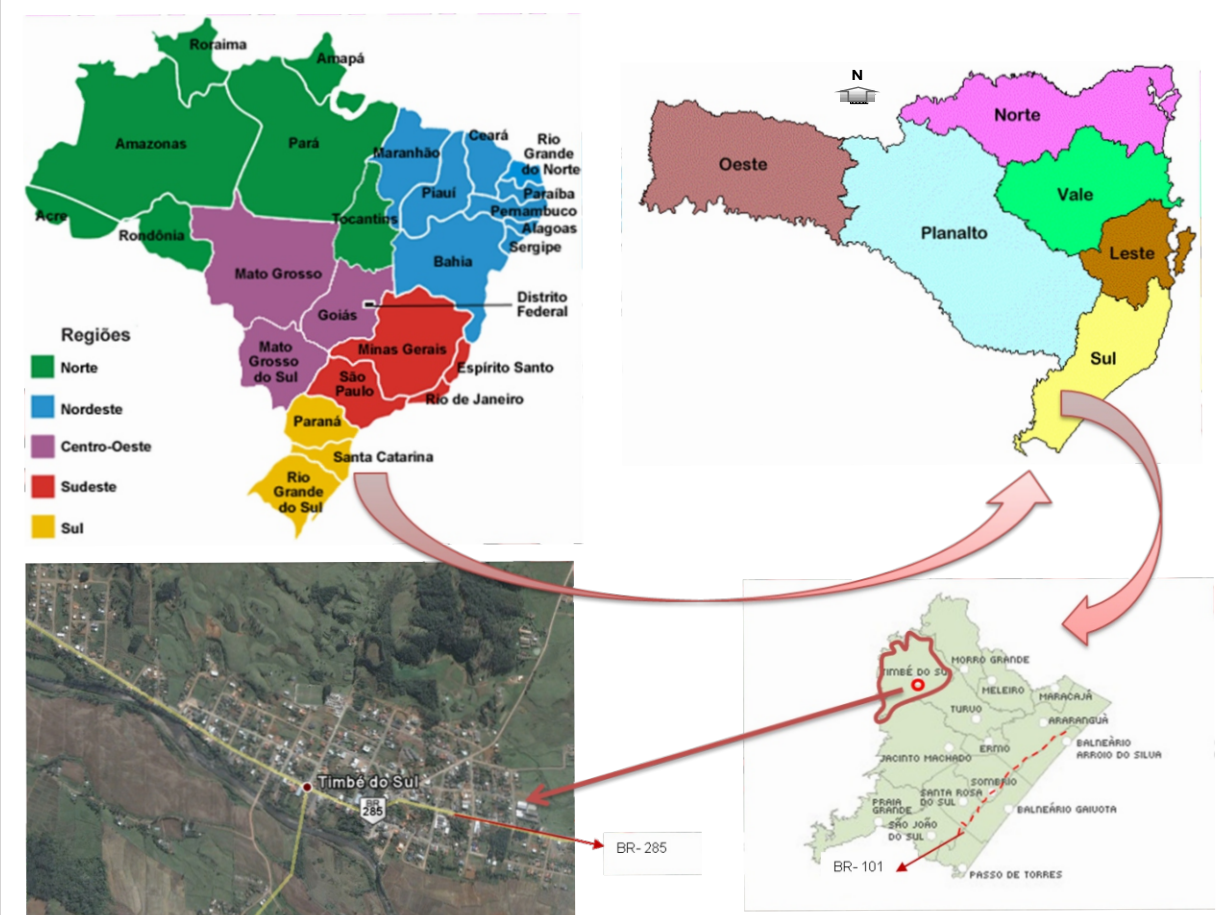 Roraima
Amapá
Amazonas
Pará
Maranhão
Ceará
Rio
Grande
do Norte
Piauí
Paraíba
Pernambuco
Acre
Tocantins
Alagoas
Rondônia
Sergipe
Bahia
Mato Grosso
Distrito
Federal
Goiás
Regiões
Mato
Grosso
do Sul
Minas Gerais
Espírito Santo
São
Paulo
Rio de Janeiro
Norte
Nordeste
Paraná
Centro-Oeste
Santa Catarina
Sudeste
Rio
Grande
do Sul
Sul
N
Norte
Oeste
Vale
Planalto
Leste
Sul
Timbé do Sul
BR
285
BR- 285
MORRO GRANDE
TIMBÉ DO SU
MELEIRO
MARACAJÁ
TURVO
ARARANGUÁ
ERMO
BALNEÁRIO
ARROIO DO SILVA
JACINTO MACHADO
SOMBRIO
SANTA ROSA
DO SUL
PRAIA
GRANDE
BALNEÁRIO GAIVOTA
SÃO JOÃO
DO SUL
BR- 101
PASSO DE TORRES